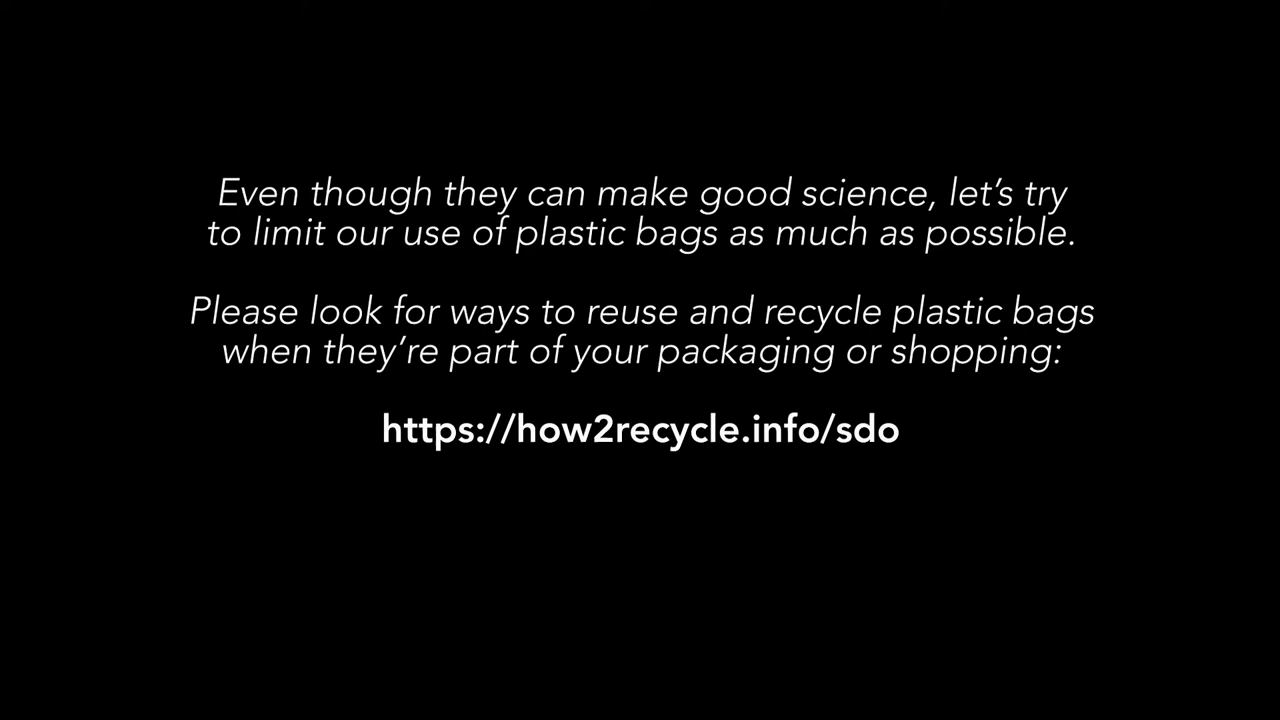 Even though they can make good science, let’s try
to limit our use of plastic bags as much as possible.
Please look for ways to reuse and recycle plastic bags
when they’re part of your packaging or shopping:
https://how2recycle.info/sdo